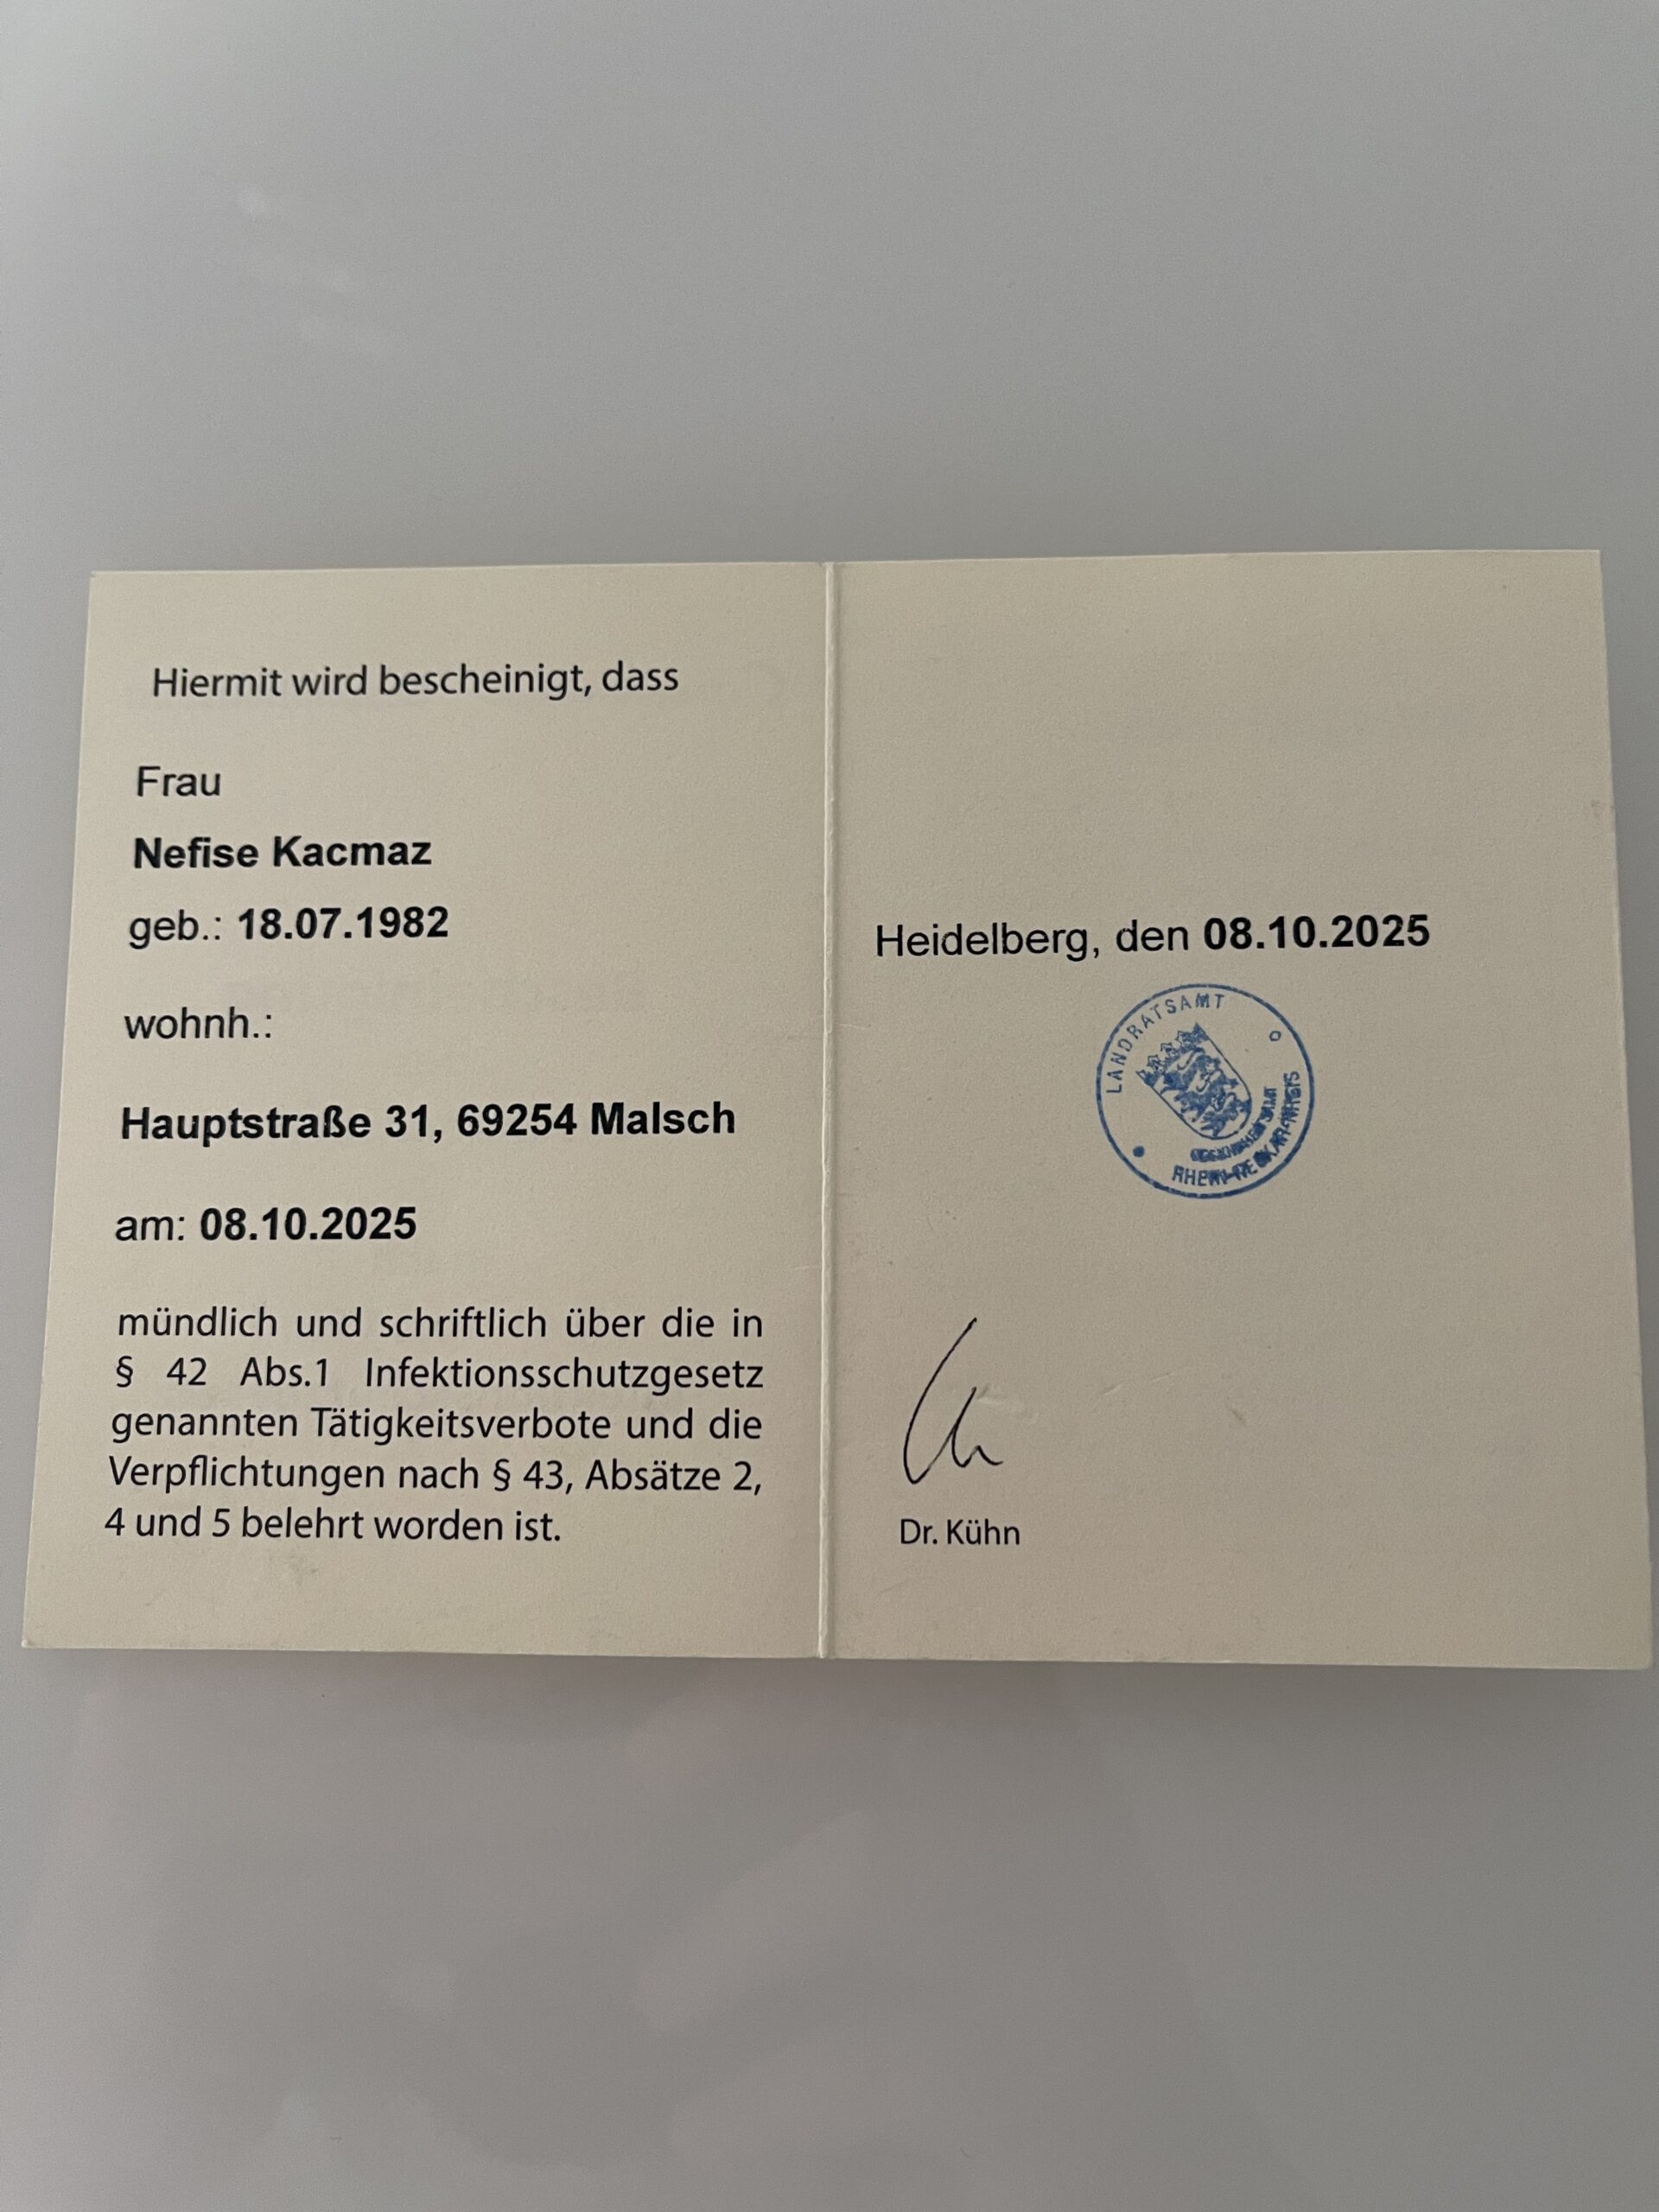 Hiermit wird bescheinigt, dass
Frau
Nefise Kacmaz
geb.: 18.07.1982
wohnh.:
Hauptstraße 31, 69254 Malsch
am: 08.10.2025
mündlich und schriftlich über die in
§ 42 Abs.1 Infektionsschutzgesetz
genannten Tätigkeitsverbote und die
Verpflichtungen nach § 43, Absätze 2,
4 und 5 belehrt worden ist.
Heidelberg, den 08.10.2025
LANDRATSAMT
Dr. Kühn